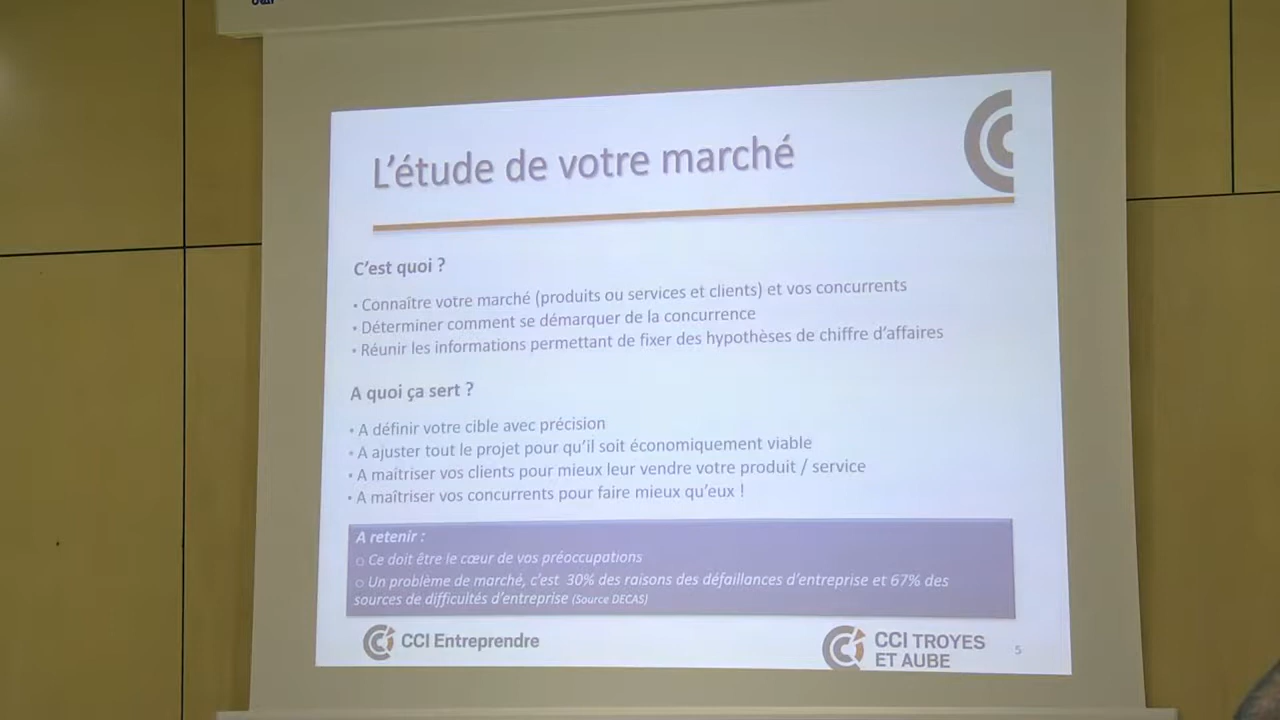 L'étude de votre marché
C'est quoi ?
• Connaître votre marché (produits ou services et clients) et vos concurrents
• Déterminer comment se démarquer de la concurrence
• Réunir les informations permettant de fixer des hypothèses de chiffre d'affaires
A quoi ça sert ?
• A définir votre cible avec précision
• A ajuster tout le projet pour qu'il soit économiquement viable
• A maitriser vos clients pour mieux leur vendre votre produit / service
• A maîtriser vos concurrents pour faire mieux qu'eux !
A retenir :
o Ce doit être le cœur de vos préoccupations
o Un problème de marché, c'est 30% des raisons des défaillances d'entreprise et 67% des
sources de difficultés d'entreprise (Source DECAS)
CCI Entreprendre
CCI TROYES
ET AUBE
5